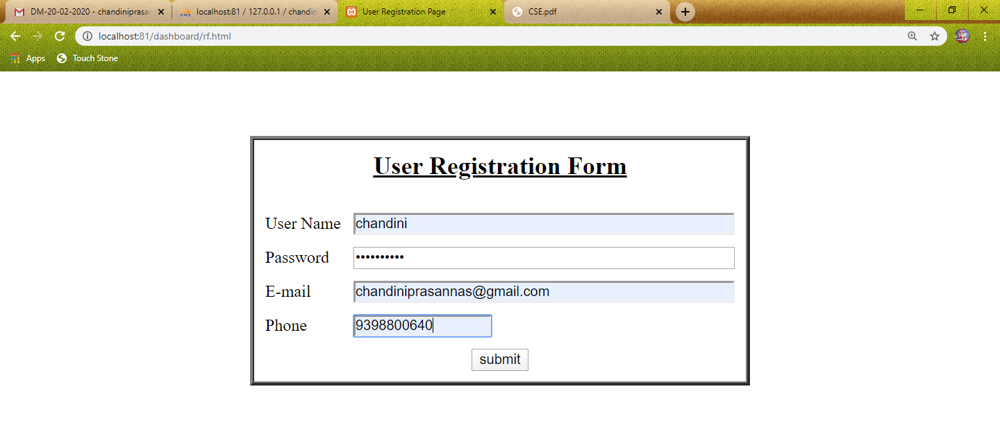 DM-20-02-2020 - chandiniprasar
PMA
localhost:81 / 127.0.0.1 / chandin
User Registration Page
CSE.pdf
localhost:81/dashboard/rf.html
Apps
Touch Stone
User Registration Form
User Name chandini
Password ••••••••••
E-mail chandiniprasannas@gmail.com
Phone 9398800640
submit